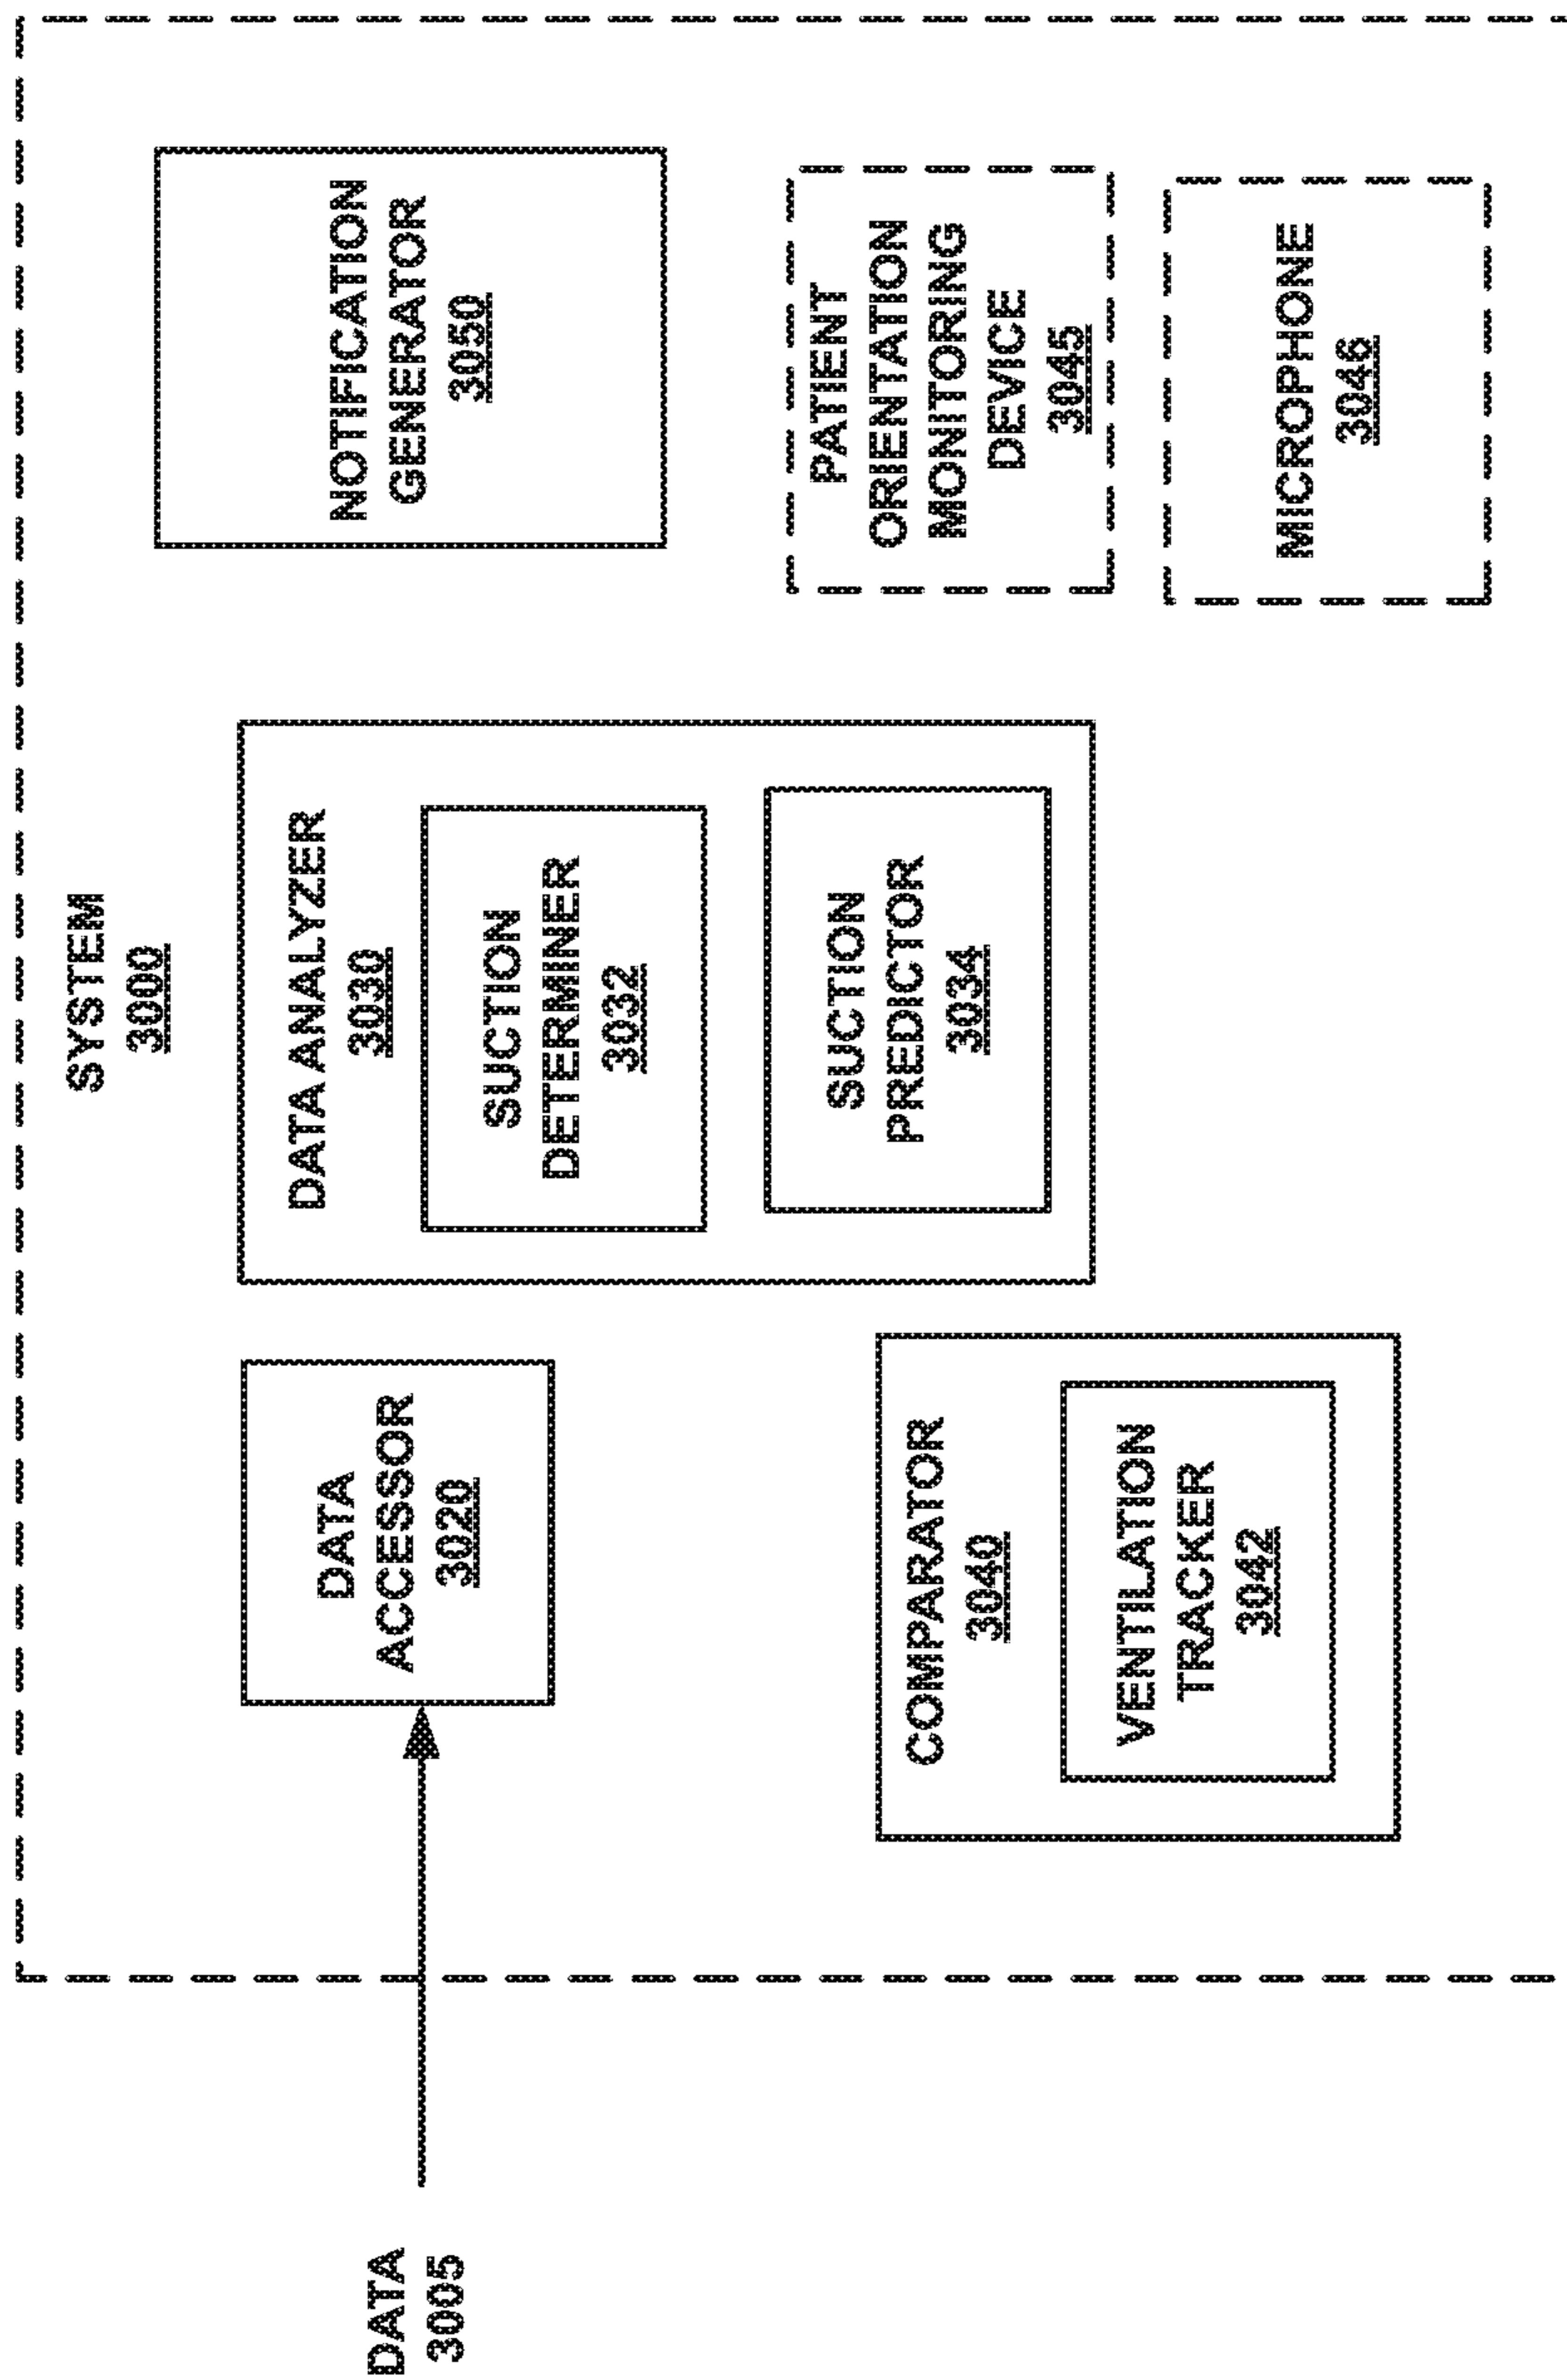 SYSTEM
3000
DATA
3005
DATA
ACCESSOR
3020
DATA ANALYZER
3030
SUCTION
DETERMINER
3032
SUCTION
PREDICTOR
3034
NOTIFICATION
GENERATOR
3050
COMPARATOR
3040
VENTILATION
TRACKER
3042
PATIENT
ORIENTATION
MONITORING
DEVICE
3045
MICROPHONE
3046